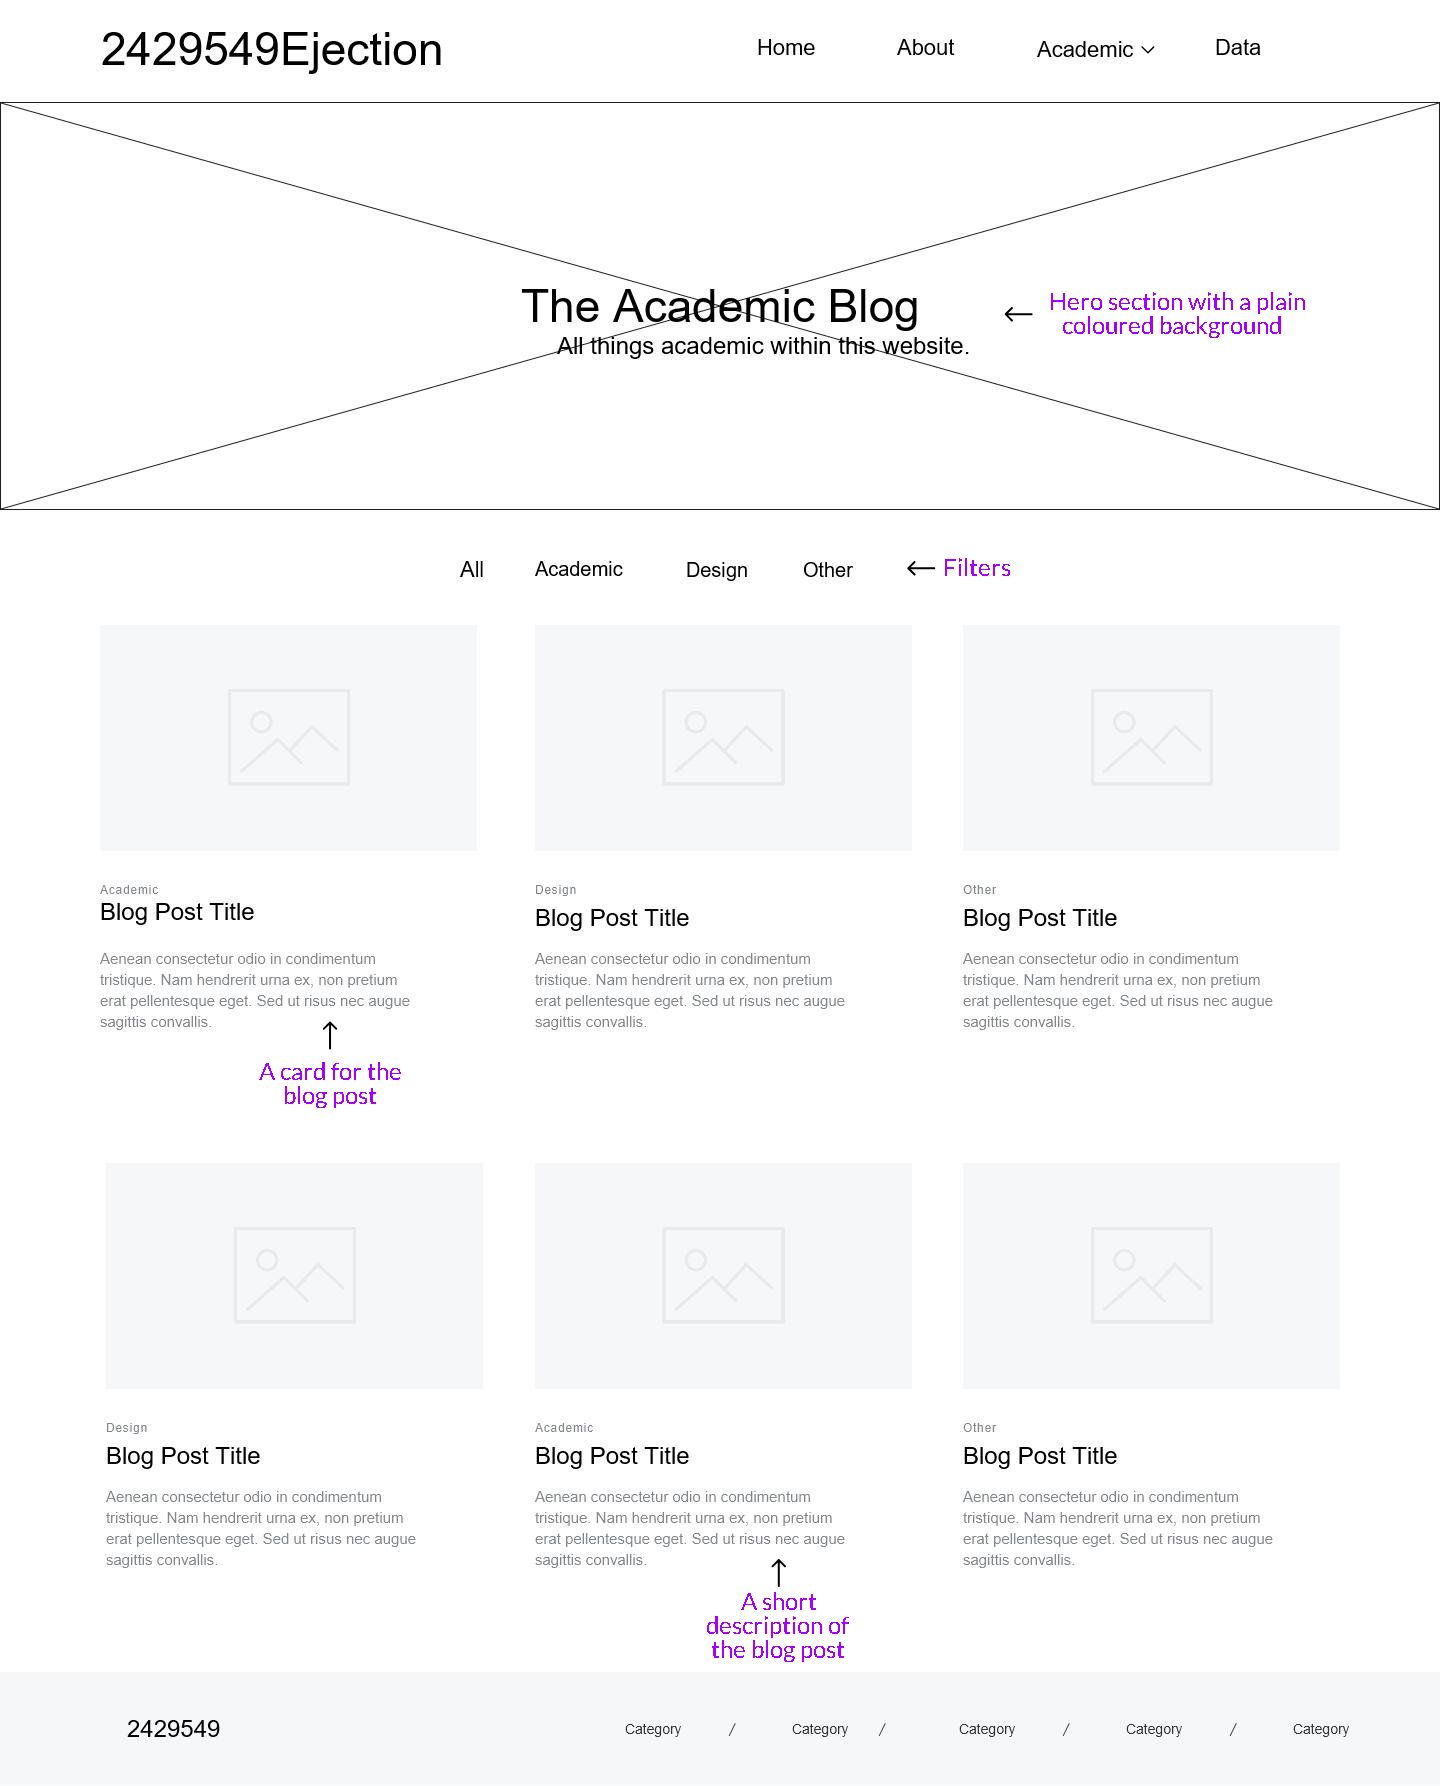 2429549Ejection
Home
About
Academic
Data
The Academic Blog
All things academic within this website.
Hero section with a plain
coloured background
All
Academic
Design
Other
Filters
Academic
Blog Post Title
Aenean consectetur odio in condimentum
tristique. Nam hendrerit urna ex, non pretium
erat pellentesque eget. Sed ut risus nec augue
sagittis convallis.
A card for the
blog post
Design
Blog Post Title
Aenean consectetur odio in condimentum
tristique. Nam hendrerit urna ex, non pretium
erat pellentesque eget. Sed ut risus nec augue
sagittis convallis.
Other
Blog Post Title
Aenean consectetur odio in condimentum
tristique. Nam hendrerit urna ex, non pretium
erat pellentesque eget. Sed ut risus nec augue
sagittis convallis.
Design
Blog Post Title
Aenean consectetur odio in condimentum
tristique. Nam hendrerit urna ex, non pretium
erat pellentesque eget. Sed ut risus nec augue
sagittis convallis.
Academic
Blog Post Title
Aenean consectetur odio in condimentum
tristique. Nam hendrerit urna ex, non pretium
erat pellentesque eget. Sed ut risus nec augue
sagittis convallis.
A short
description of
the blog post
Other
Blog Post Title
Aenean consectetur odio in condimentum
tristique. Nam hendrerit urna ex, non pretium
erat pellentesque eget. Sed ut risus nec augue
sagittis convallis.
2429549
Category / Category / Category / Category / Category